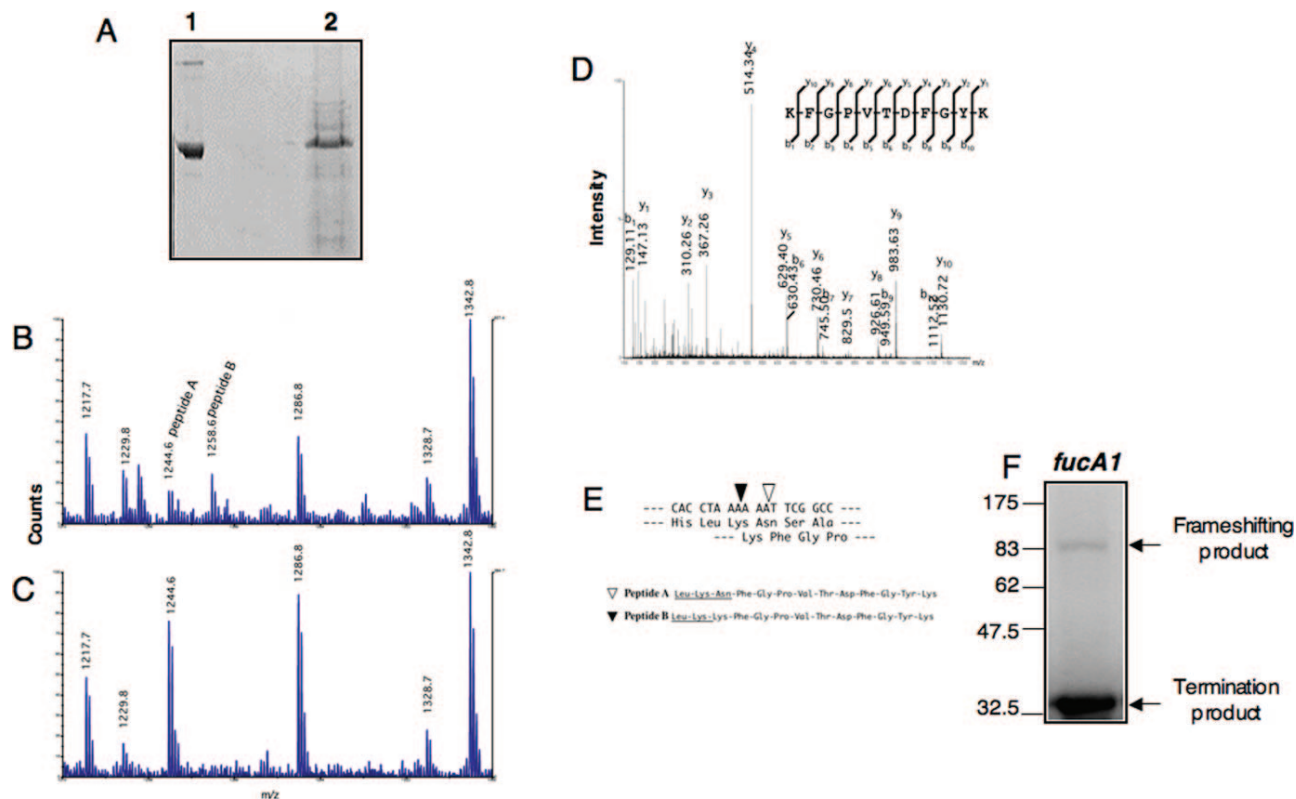 A
1 2
B
Counts
1217.7
1229.8
1244.6 peptide A
1258.6 peptide B
1286.8
1328.7
1342.8
C
1217.7
1229.8
1244.6
1286.8
1328.7
1342.8
m/z
D
Intensity
129.11 b1
147.13 y1
310.26 y2
367.26 y3
514.34 y4
629.40 y5
630.43 b6
730.46 y6
745.50 b7
829.5 y7
926.61 y8
949.59 b9
983.63 y9
1112.52
1130.72 y10
m/z
y10 y9 y8 y7 y6 y5 y4 y3 y2 y1
K F G P V T D F G Y K
b1 b2 b3 b4 b5 b6 b7 b8 b9 b10
E
--- CAC CTA AAA AAT TCG GCC ---
--- His Leu Lys Asn Ser Ala ---
--- Lys Phe Gly Pro ---
Peptide A Leu-Lys-Asn-Phe-Gly-Pro-Val-Thr-Asp-Phe-Gly-Tyr-Lys
Peptide B Leu-Lys-Lys-Phe-Gly-Pro-Val-Thr-Asp-Phe-Gly-Tyr-Lys
F
fucA1
175
83
62
47.5
32.5
Frameshifting
product
Termination
product